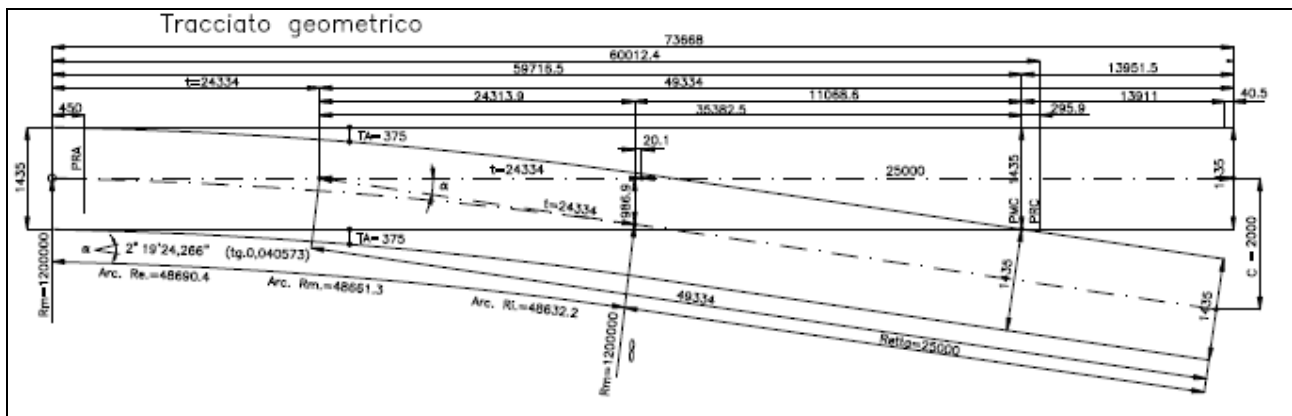 Tracciato geometrico
73668
60012.4
59716.5 13951.5
t=24334 49334
24313.9 11068.6 13911 40.5
450 35382.5 295.9
TA=375
20.1
PRA
1435
t=24334
25000
1435
1435
α
t=24334
986.9
PMC
PRC
C=2000
TA=375
α 2° 19'24,266" (tg.0,040573)
Arc. Re.=48690.4
Arc. Rm.=48661.3
Arc. Ri.=48632.2
Rm=1200000
49334
1435
1435
Rm=1200000
Retta=25000